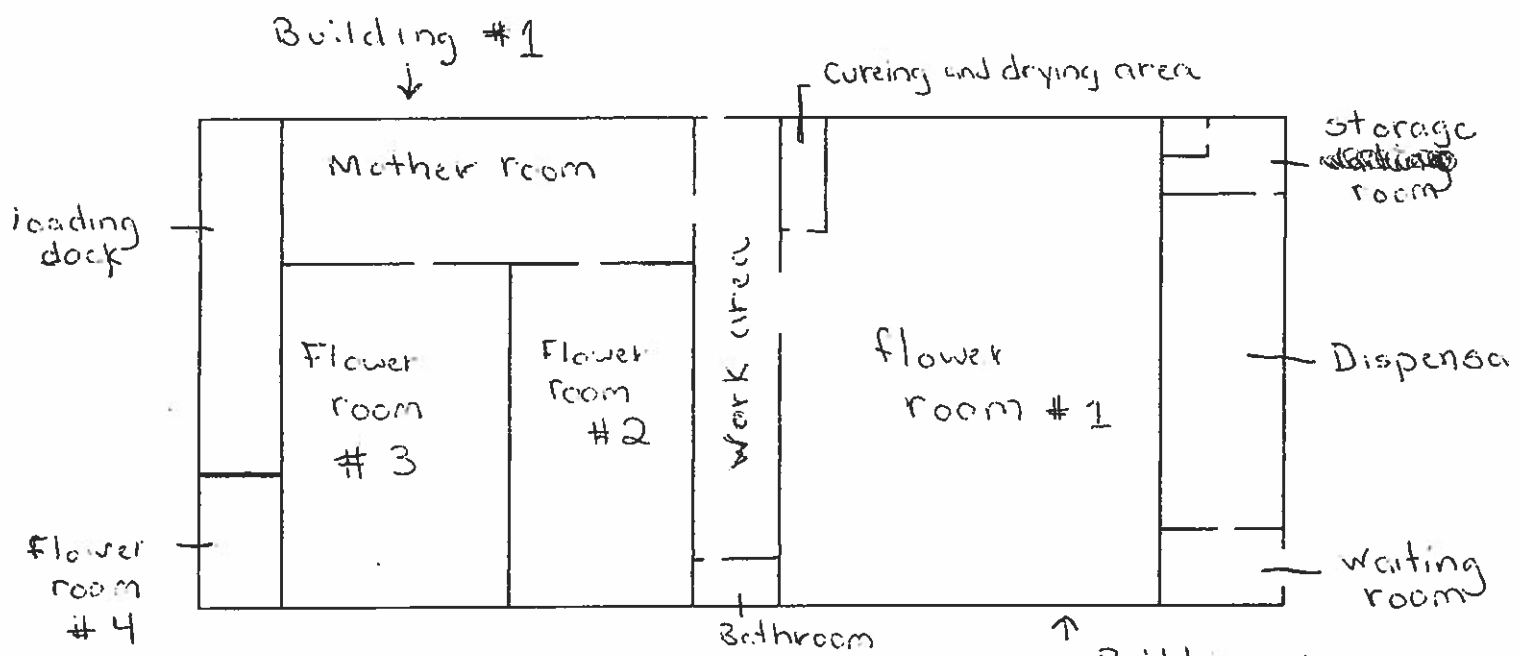 Building #1
Cureing and drying area
Mother room
storage
room
loading
dock
Flower
room
# 3
Flower
room
#2
work area
flower
room #1
Dispensa
Flower
room
#4
Waiting
room
Bathroom